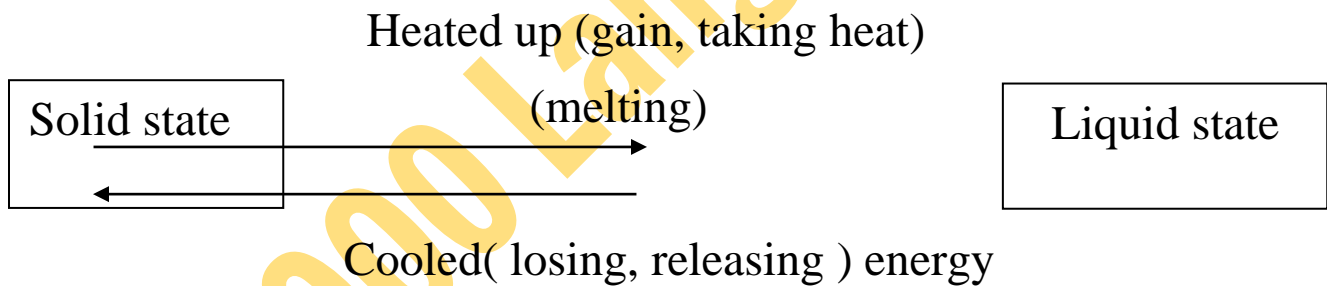 Heated up (gain, taking heat)
Solid state
(melting)
Liquid state
Cooled( losing, releasing ) energy